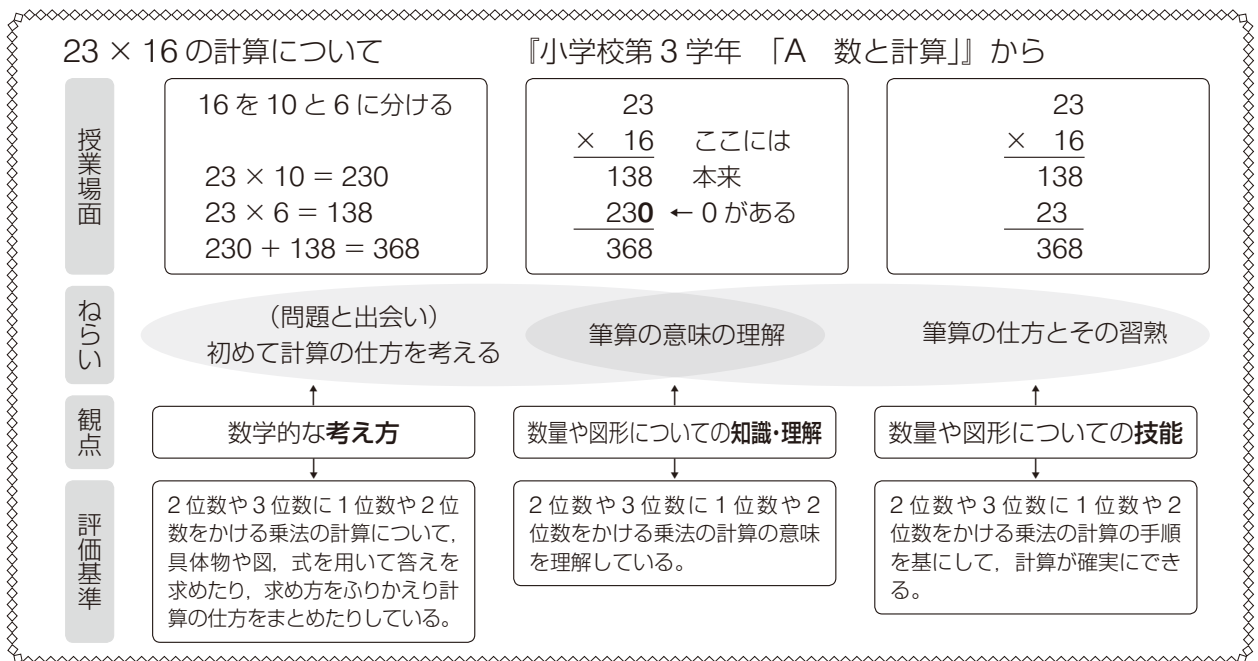 23 × 16 の計算について 『小学校第 3 学年 「A 数と計算」』から
授業場面
16 を 10 と 6 に分ける
23 × 10 = 230
23 × 6 = 138
230 + 138 = 368
23
× 16 ここには
138 本来
230 ← 0 がある
368
23
× 16
138
23
368
ねらい
(問題と出会い)
初めて計算の仕方を考える
筆算の意味の理解
筆算の仕方とその習熟
観点
数学的な考え方
数量や図形についての知識・理解
数量や図形についての技能
評価基準
2 位数や 3 位数に 1 位数や 2 位
数をかける乗法の計算について,
具体物や図,式を用いて答えを
求めたり,求め方をふりかえり計
算の仕方をまとめたりしている。
2 位数や 3 位数に 1 位数や 2
位数をかける乗法の計算の意味
を理解している。
2 位数や 3 位数に 1 位数や 2
位数をかける乗法の計算の手順
を基にして,計算が確実にでき
る。